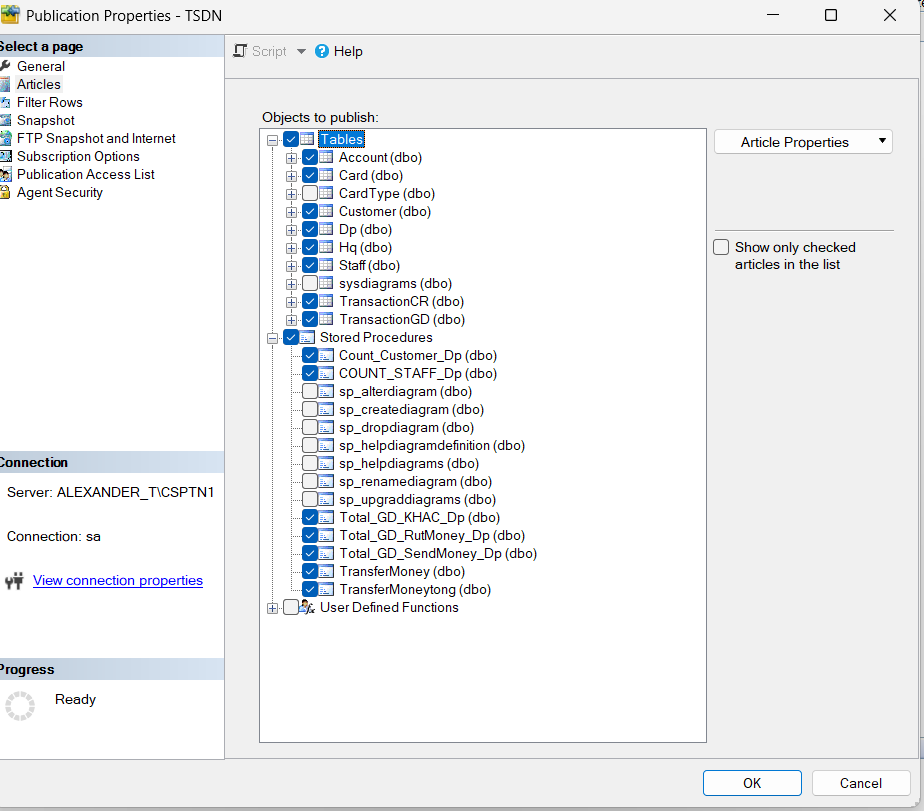 Publication Properties - TSDN
Select a page
General
Articles
Filter Rows
Snapshot
FTP Snapshot and Internet
Subscription Options
Publication Access List
Agent Security
Connection
Server: ALEXANDER_T\CSPTN1
Connection: sa
View connection properties
Progress
Ready
Script
Help
Objects to publish:
Tables
Account (dbo)
Card (dbo)
CardType (dbo)
Customer (dbo)
Dp (dbo)
Hq (dbo)
Staff (dbo)
sysdiagrams (dbo)
TransactionCR (dbo)
TransactionGD (dbo)
Stored Procedures
Count_Customer_Dp (dbo)
COUNT_STAFF_Dp (dbo)
sp_alterdiagram (dbo)
sp_creatediagram (dbo)
sp_dropdiagram (dbo)
sp_helpdiagramdefinition (dbo)
sp_helpdiagrams (dbo)
sp_renamediagram (dbo)
sp_upgraddiagrams (dbo)
Total_GD_KHAC_Dp (dbo)
Total_GD_RutMoney_Dp (dbo)
Total_GD_SendMoney_Dp (dbo)
TransferMoney (dbo)
TransferMoneytong (dbo)
User Defined Functions
Article Properties
Show only checked
articles in the list
OK
Cancel